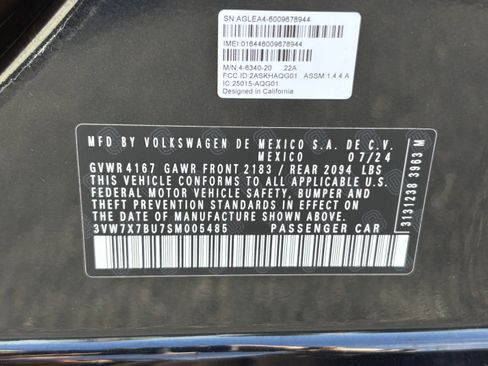 SN:AGLEA4-6009678944
IMEI:016446009678944
M/N:4-6340-20 22A
FCC ID:2ASKHAQG01 ASSM:1.4.4.A
IC:25015-AQG01
Designed in California
MFD BY VOLKSWAGEN DE MEXICO S.A. DE C.V.
MEXICO 07/24
GVWR 4167 GAWR FRONT 2183 / REAR 2094 LBS
THIS VEHICLE CONFORMS TO ALL APPLICABLE U.S.
FEDERAL MOTOR VEHICLE SAFETY, BUMPER AND
THEFT PREVENTION STANDARDS IN EFFECT ON THE
DATE OF MANUFACTURE SHOWN ABOVE.
3VW7X7BU7SM005485 PASSENGER CAR
3131238 3963 M